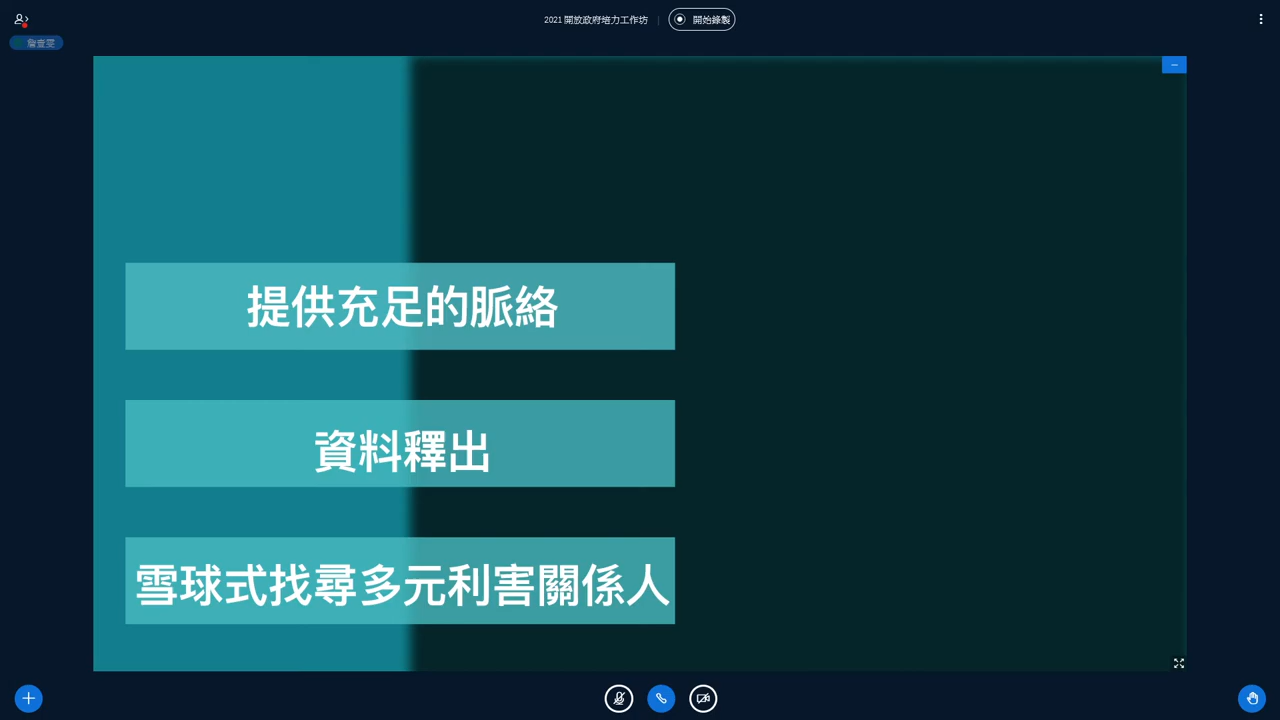 2021 開放政府培力工作坊
開始錄製
提供充足的脈絡
資料釋出
雪球式找尋多元利害關係人